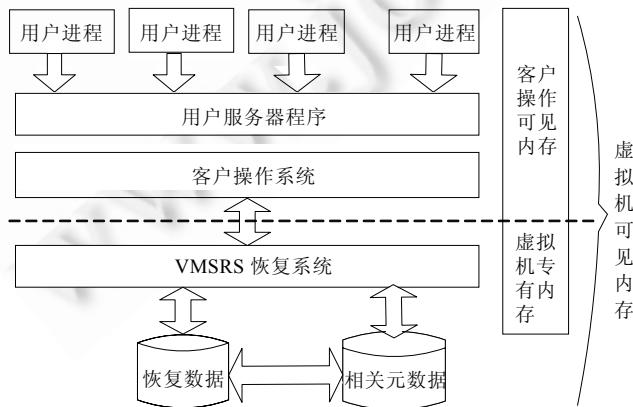 用户进程 用户进程 用户进程 用户进程
用户服务器程序
客户操作系统
VMSRS 恢复系统
恢复数据
相关元数据
客户
操作
可见
内存
虚拟
机专
有内
存
虚
拟
机
可
见
内
存